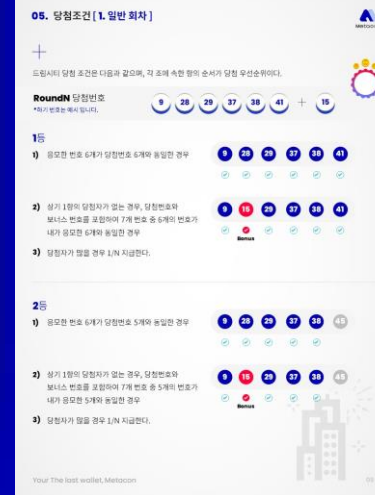 05. 당첨조건 [ 1. 일반 회차 ]
Metacon
드림시티 당첨 조건은 다음과 같으며, 각 조에 속한 항의 순서가 당첨 우선순위이다.
RoundN 당첨번호
*하기 번호는 예시 입니다.
9 28 29 37 38 41 + 15
1등
1) 응모한 번호 6개가 당첨번호 6개와 동일한 경우
9 28 29 37 38 41
2) 상기 1항의 당첨자가 없는 경우, 당첨번호와
보너스 번호를 포함하여 7개 번호 중 6개의 번호가
내가 응모한 6개와 동일한 경우
9 15 29 37 38 41
Bonus
3) 당첨자가 많을 경우 1/N 지급한다.
2등
1) 응모한 번호 6개가 당첨번호 5개와 동일한 경우
9 28 29 37 38 45
2) 상기 1항의 당첨자가 없는 경우, 당첨번호와
보너스 번호를 포함하여 7개 번호 중 5개의 번호가
내가 응모한 5개와 동일한 경우
9 15 29 37 38 45
Bonus
3) 당첨자가 많을 경우 1/N 지급한다.
Your The last wallet, Metacon